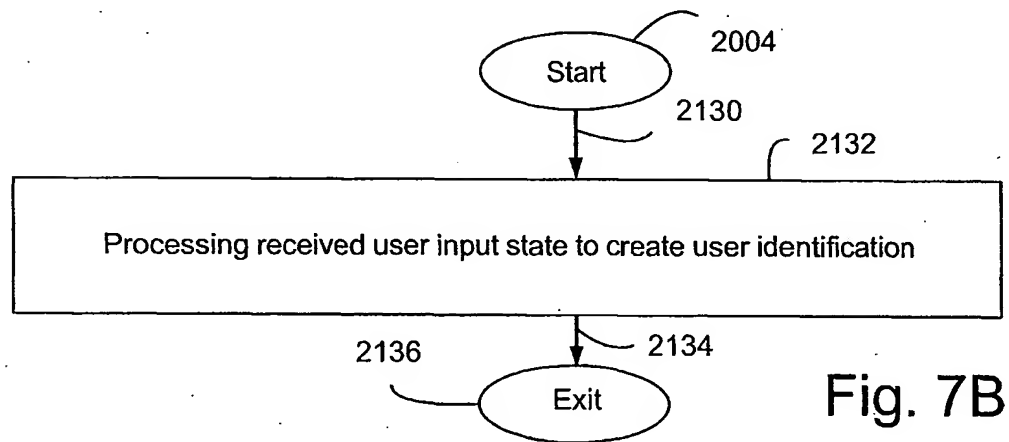 2004
Start
2130
2132
Processing received user input state to create user identification
2134
2136
Exit
Fig. 7B